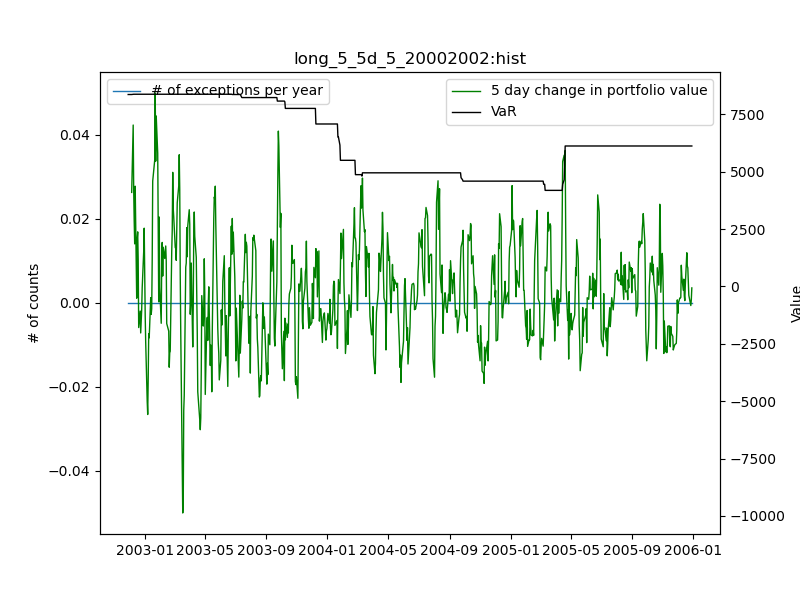 long_5_5d_5_20002002:hist
# of exceptions per year
5 day change in portfolio value
VaR
0.04
0.02
0.00
−0.02
−0.04
# of counts
7500
5000
2500
0
−2500
−5000
−7500
−10000
Value
2003-01 2003-05 2003-09 2004-01 2004-05 2004-09 2005-01 2005-05 2005-09 2006-01